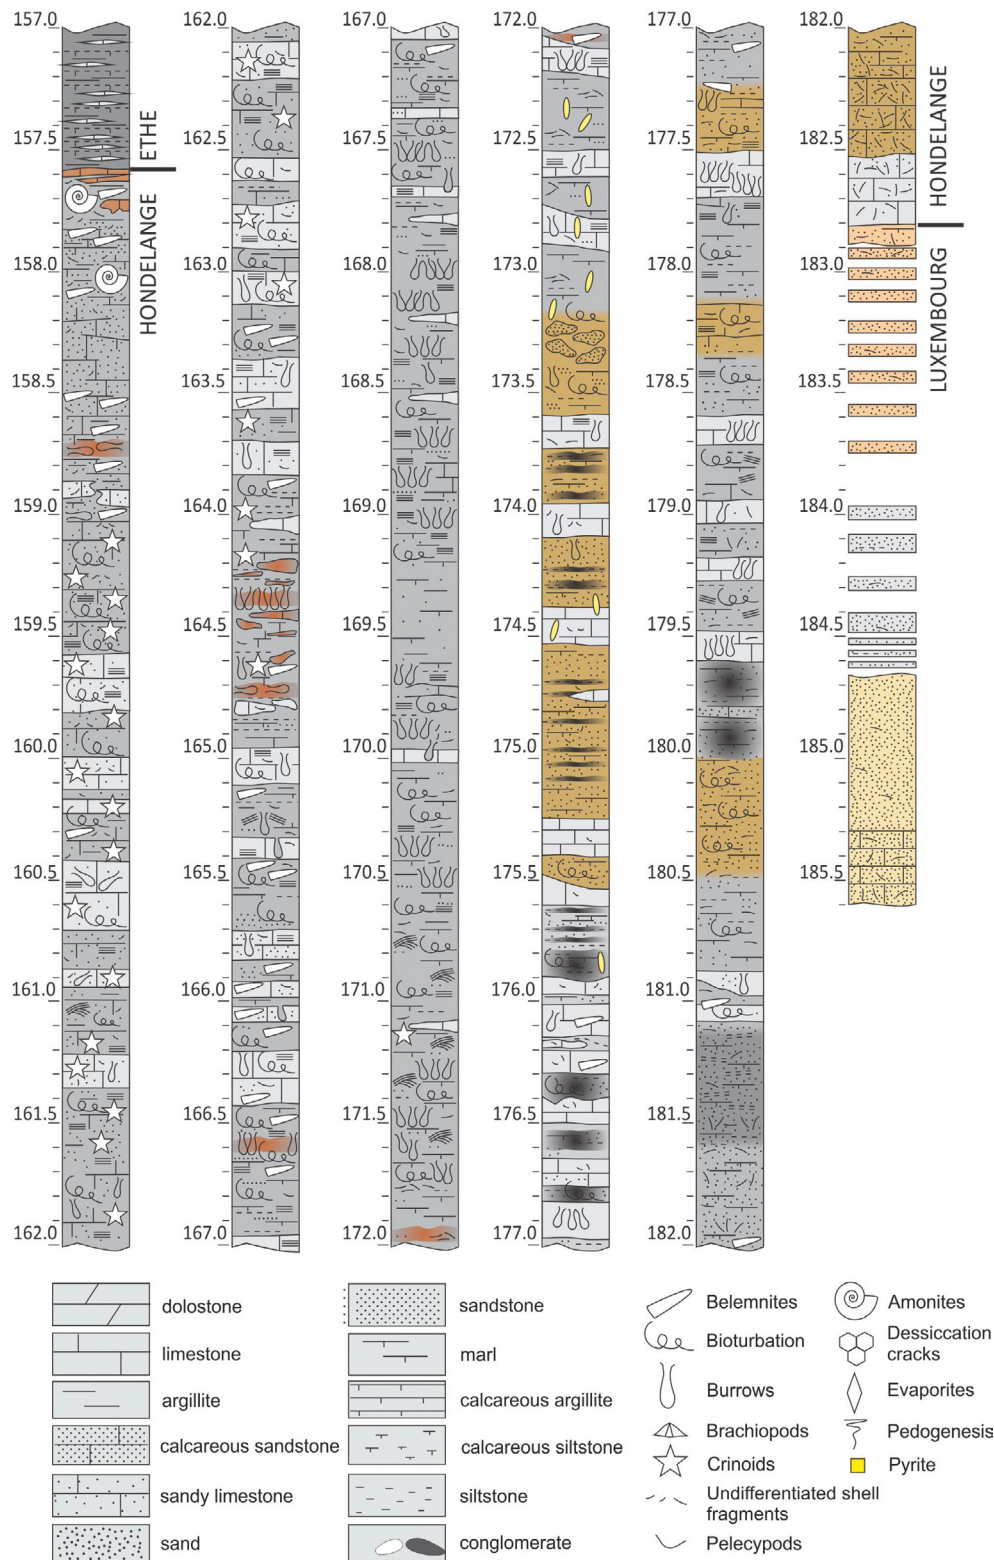 157.0
157.5
158.0
158.5
159.0
159.5
160.0
160.5
161.0
161.5
162.0
ETHE
HONDELANGE
162.0
162.5
163.0
163.5
164.0
164.5
165.0
165.5
166.0
166.5
167.0
167.0
167.5
168.0
168.5
169.0
169.5
170.0
170.5
171.0
171.5
172.0
172.0
172.5
173.0
173.5
174.0
174.5
175.0
175.5
176.0
176.5
177.0
177.0
177.5
178.0
178.5
179.0
179.5
180.0
180.5
181.0
181.5
182.0
182.0
182.5
183.0
183.5
184.0
184.5
185.0
185.5
HONDELANGE
LUXEMBOURG
dolostone
limestone
argillite
calcareous sandstone
sandy limestone
sand
sandstone
marl
calcareous argillite
calcareous siltstone
siltstone
conglomerate
Belemnites
Bioturbation
Burrows
Brachiopods
Crinoids
Undifferentiated shell
fragments
Pelecypods
Amonites
Dessiccation
cracks
Evaporites
Pedogenesis
Pyrite